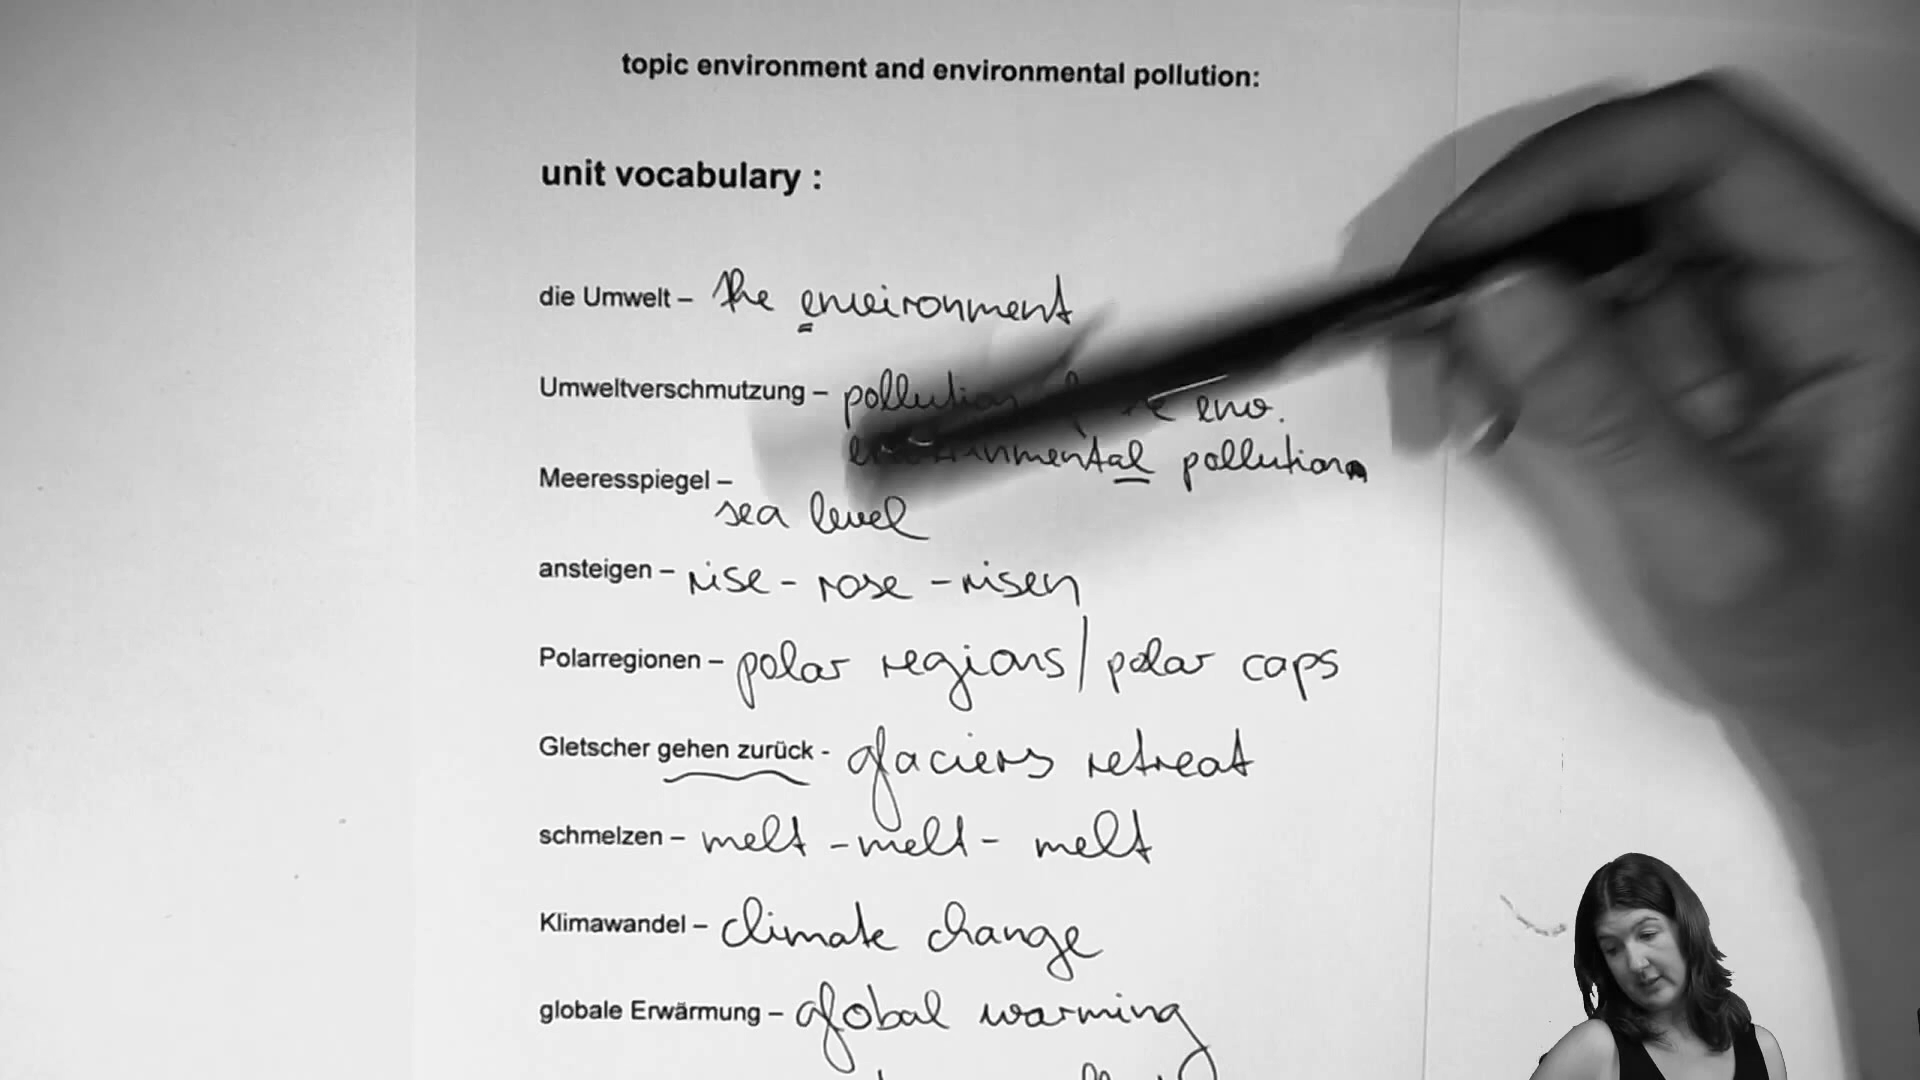 topic environment and environmental pollution:
unit vocabulary :
die Umwelt – the environment
Umweltverschmutzung – pollution env.
environmental pollution
Meeresspiegel –
sea level
ansteigen – rise - rose - risen
Polarregionen – polar regions / polar caps
Gletscher gehen zurück - glaciers retreat
schmelzen – melt - melt - melt
Klimawandel – climate change
globale Erwärmung – global warming